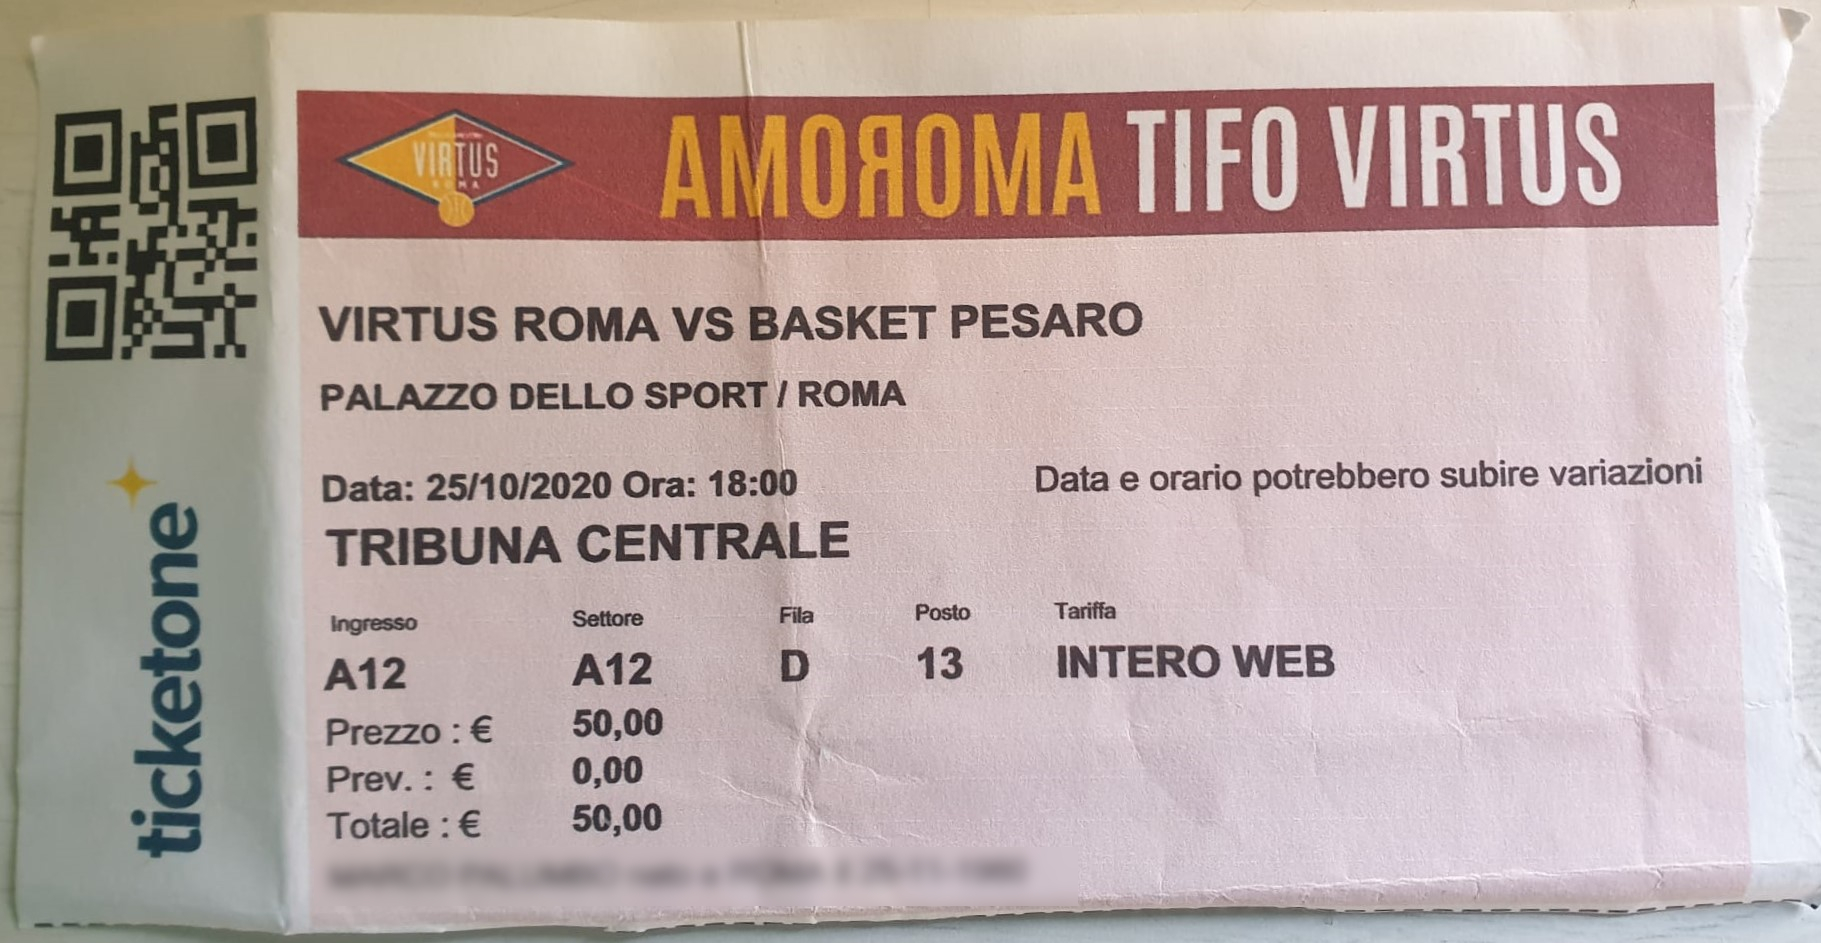 VIRTUS
ROMA
AMOЯOMA TIFO VIRTUS
VIRTUS ROMA VS BASKET PESARO
PALAZZO DELLO SPORT / ROMA
Data: 25/10/2020 Ora: 18:00 Data e orario potrebbero subire variazioni
TRIBUNA CENTRALE
Ingresso Settore Fila Posto Tariffa
A12 A12 D 13 INTERO WEB
Prezzo : € 50,00
Prev. : € 0,00
Totale : € 50,00
ticketone